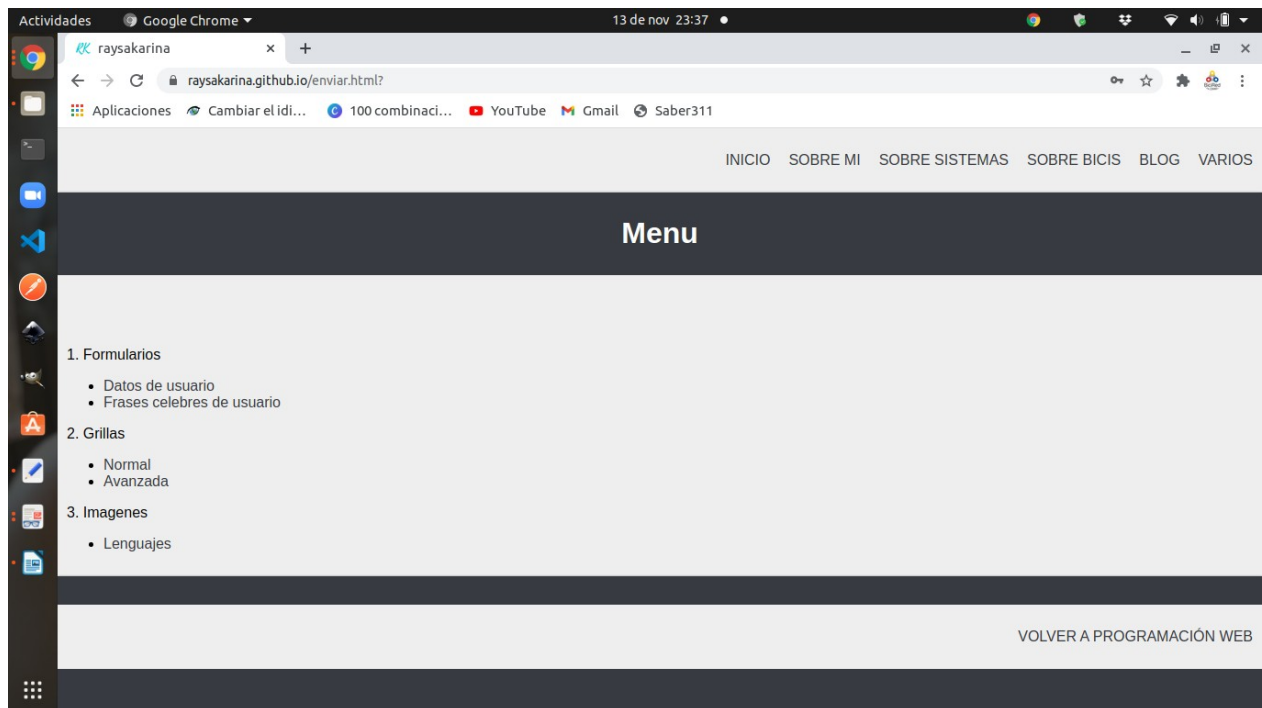 Actividades Google Chrome 13 de nov 23:37
RK raysakarina
raysakarina.github.io/enviar.html?
Aplicaciones Cambiar el idi... 100 combinaci... YouTube Gmail Saber311
INICIO SOBRE MI SOBRE SISTEMAS SOBRE BICIS BLOG VARIOS
Menu
1. Formularios
Datos de usuario
Frases celebres de usuario
2. Grillas
Normal
Avanzada
3. Imagenes
Lenguajes
VOLVER A PROGRAMACIÓN WEB